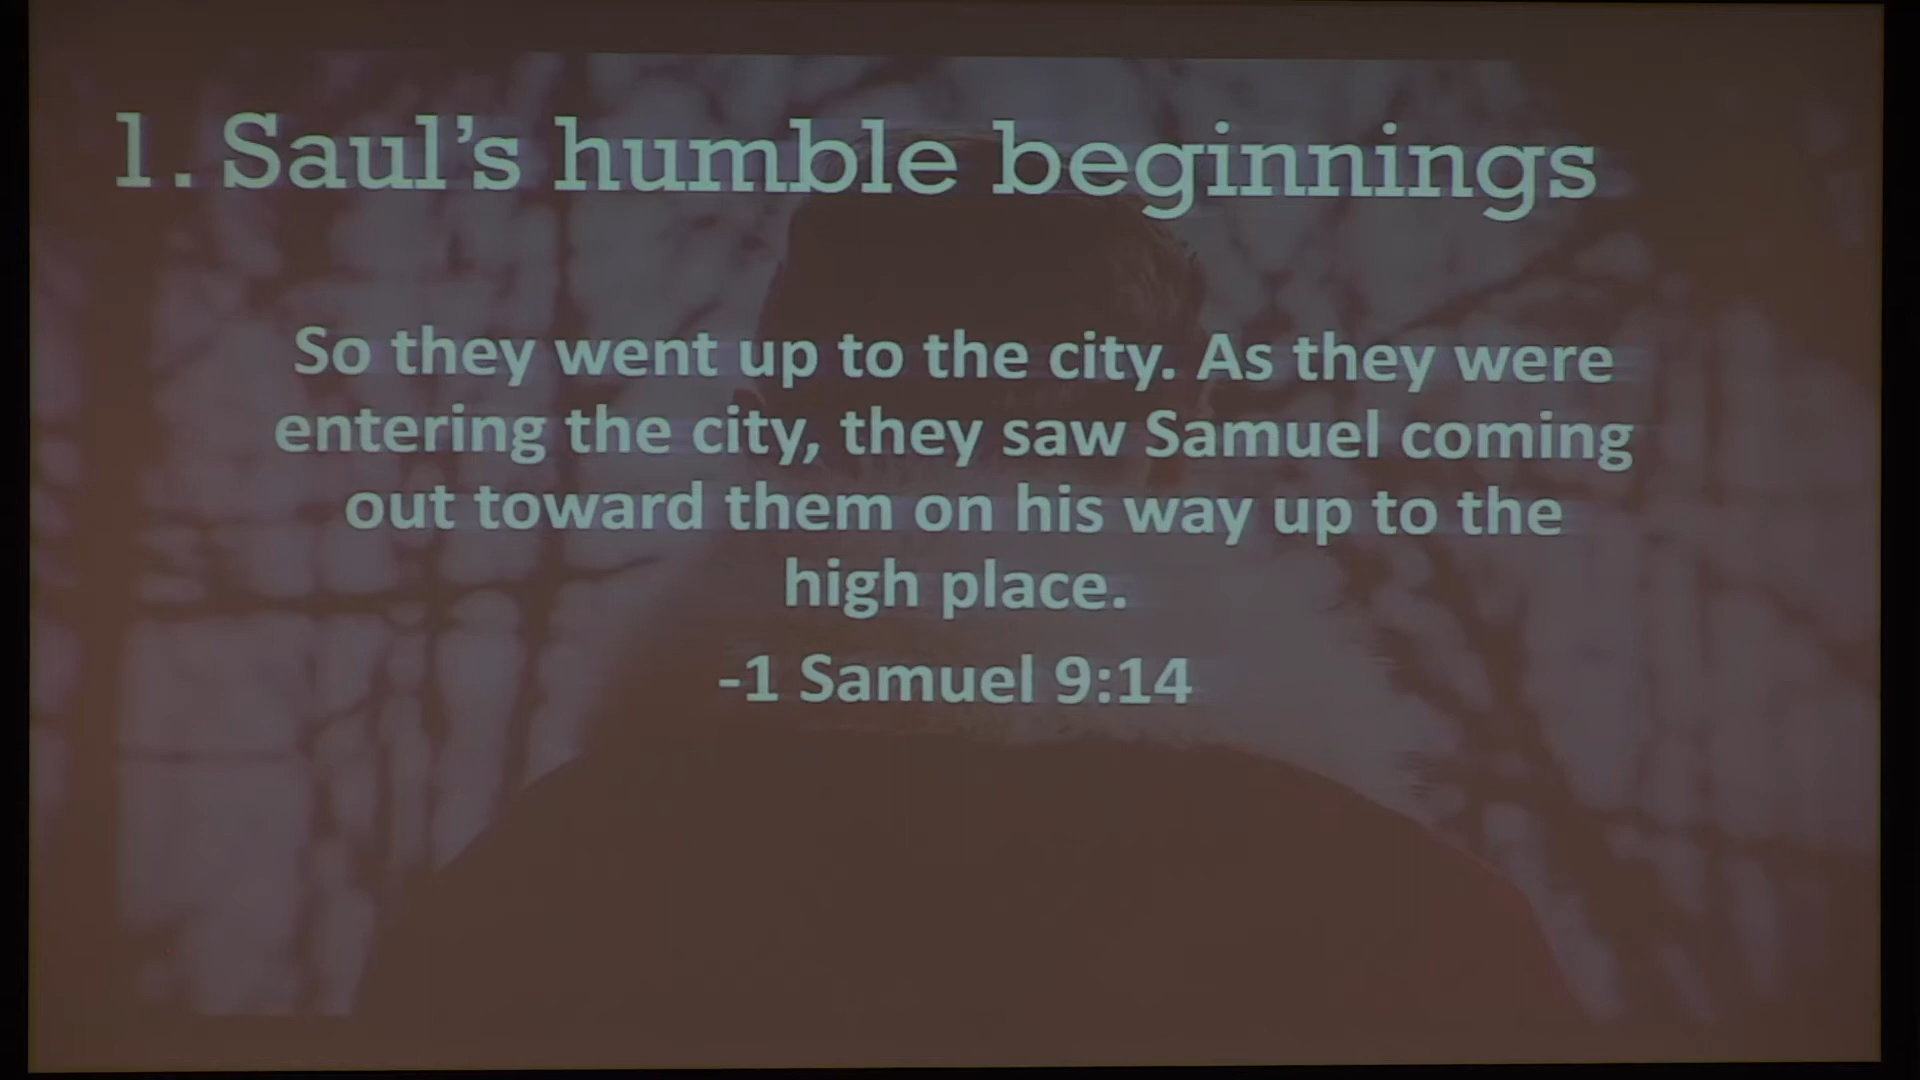 1. Saul’s humble beginnings
So they went up to the city. As they were
entering the city, they saw Samuel coming
out toward them on his way up to the
high place.
-1 Samuel 9:14